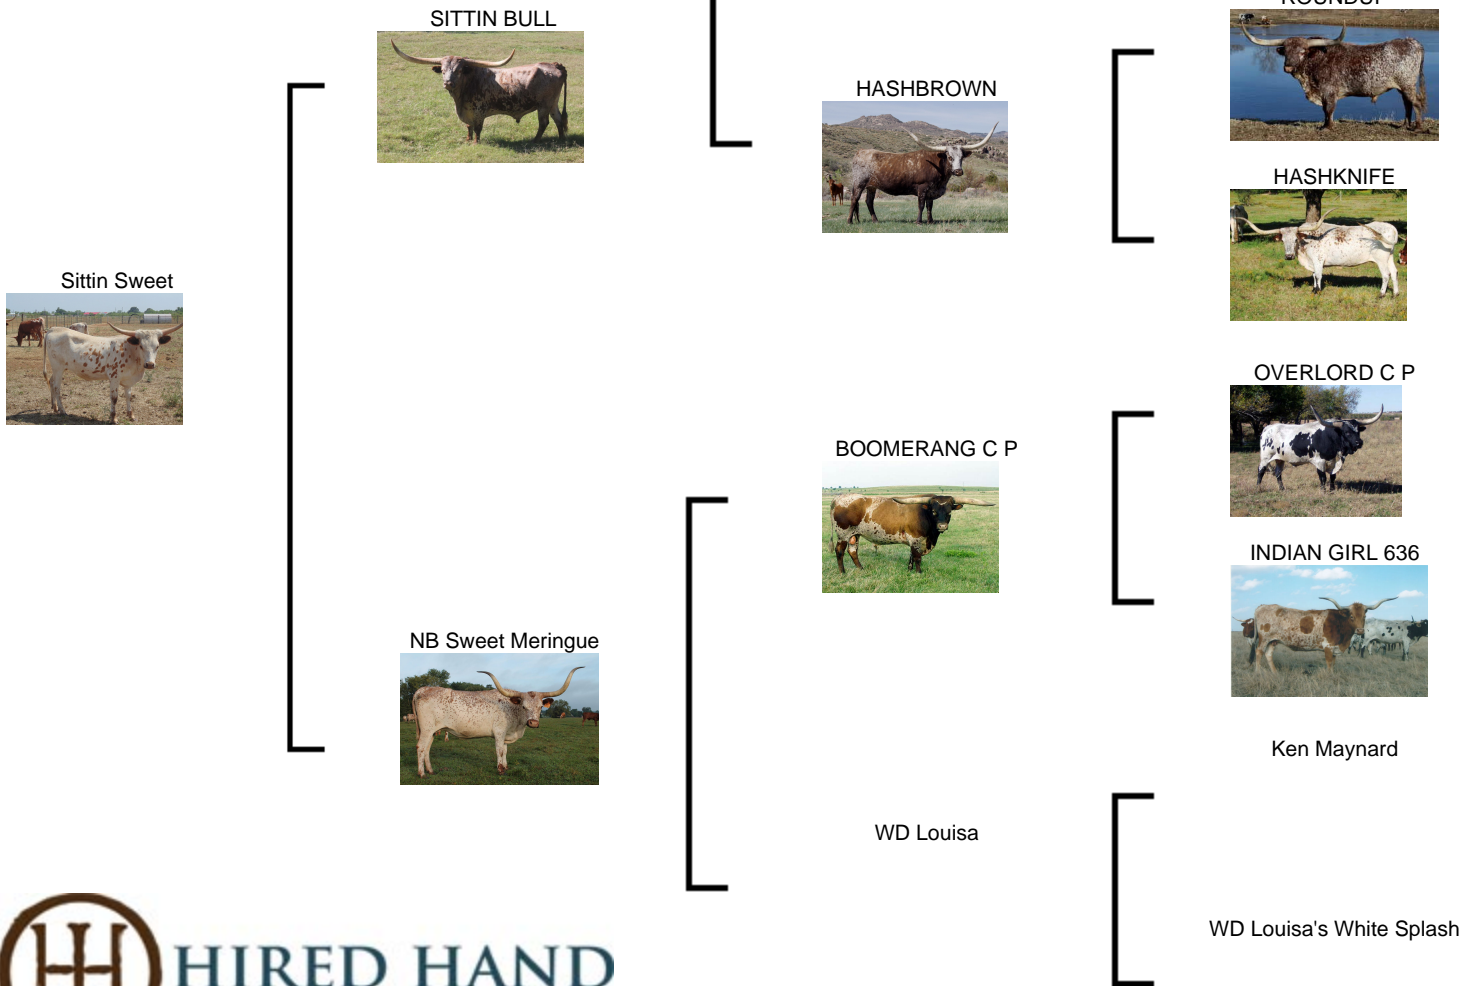 SITTIN BULL
HASHBROWN
HASHKNIFE
Sittin Sweet
OVERLORD C P
BOOMERANG C P
INDIAN GIRL 636
NB Sweet Meringue
Ken Maynard
WD Louisa
WD Louisa's White Splash
HIRED HAND